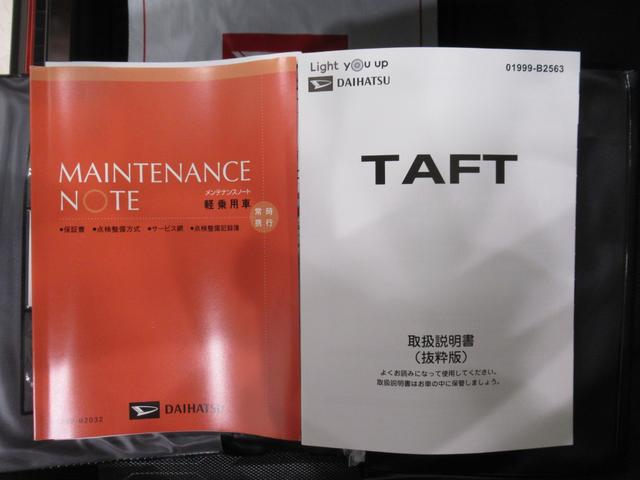 MAINTENANCE
NOTE
メンテナンスノート
軽乗用車
常時
携行
●保証書 ●点検整備方式 ●サービス網 ●点検整備記録簿
DAIHATSU
Light you up
DAIHATSU
01999-B2563
TAFT
取扱説明書
(抜粋版)
よくお読みになって使用してください。
取扱説明書はお車の中に保管しましょう。